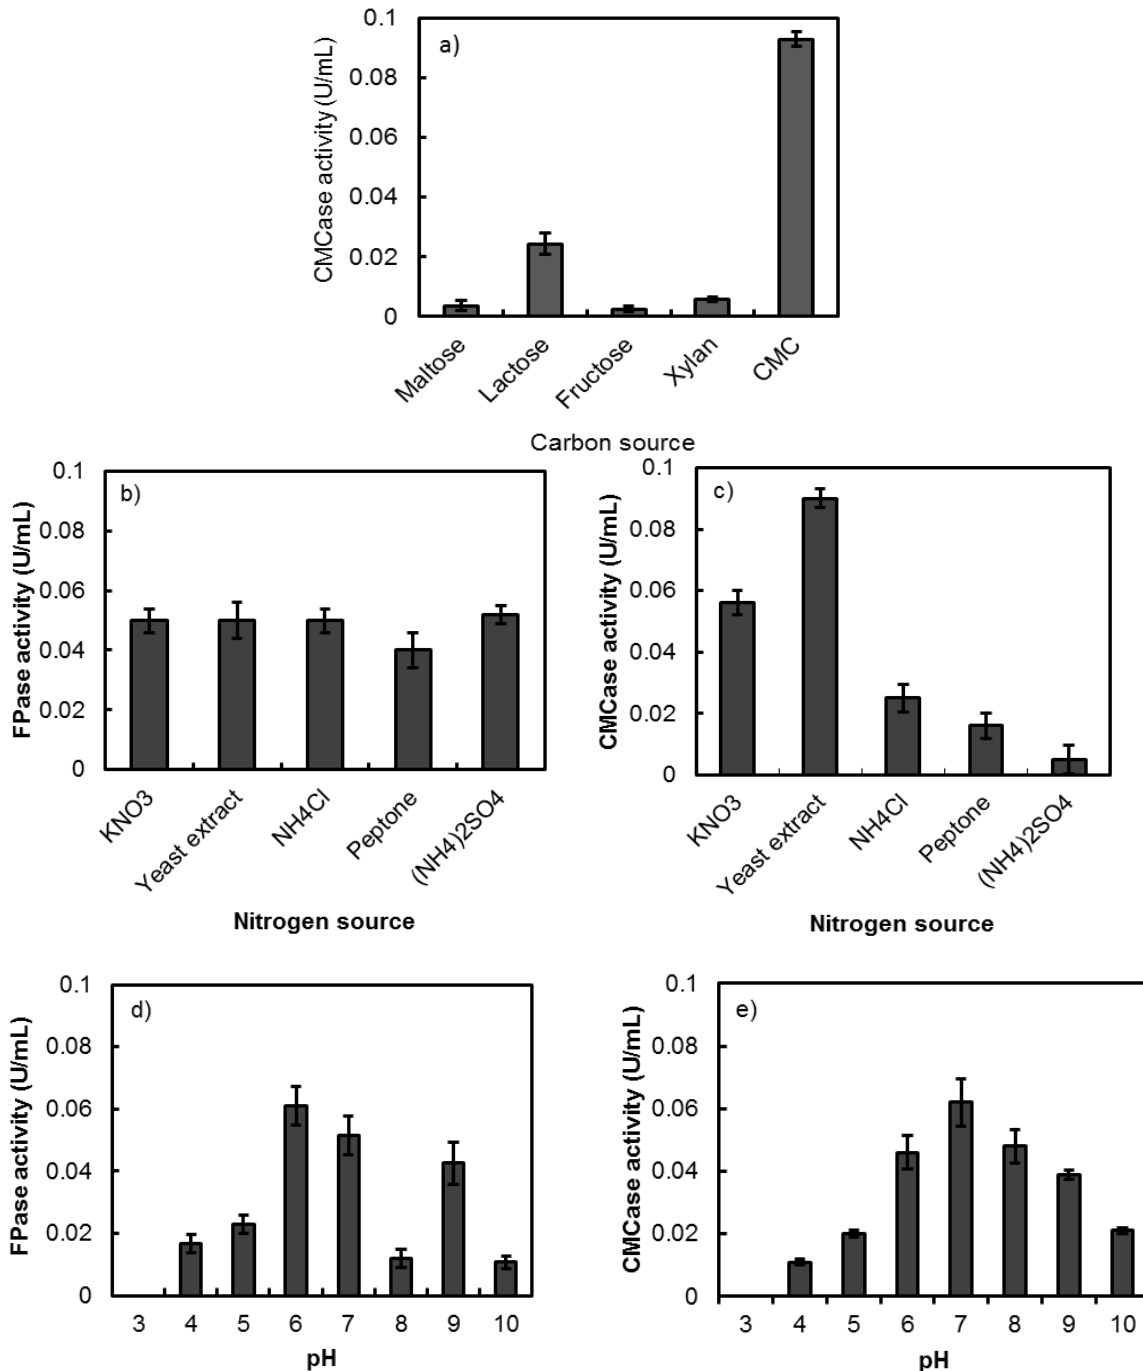 a)
CMCase activity (U/mL)
0.1
0.08
0.06
0.04
0.02
0
Maltose
Lactose
Fructose
Xylan
CMC
Carbon source
b)
FPase activity (U/mL)
0.1
0.08
0.06
0.04
0.02
0
KNO3
Yeast extract
NH4Cl
Peptone
(NH4)2SO4
Nitrogen source
c)
CMCase activity (U/mL)
0.1
0.08
0.06
0.04
0.02
0
KNO3
Yeast extract
NH4Cl
Peptone
(NH4)2SO4
Nitrogen source
d)
FPase activity (U/mL)
0.1
0.08
0.06
0.04
0.02
0
3 4 5 6 7 8 9 10
pH
e)
CMCase activity (U/mL)
0.1
0.08
0.06
0.04
0.02
0
3 4 5 6 7 8 9 10
pH